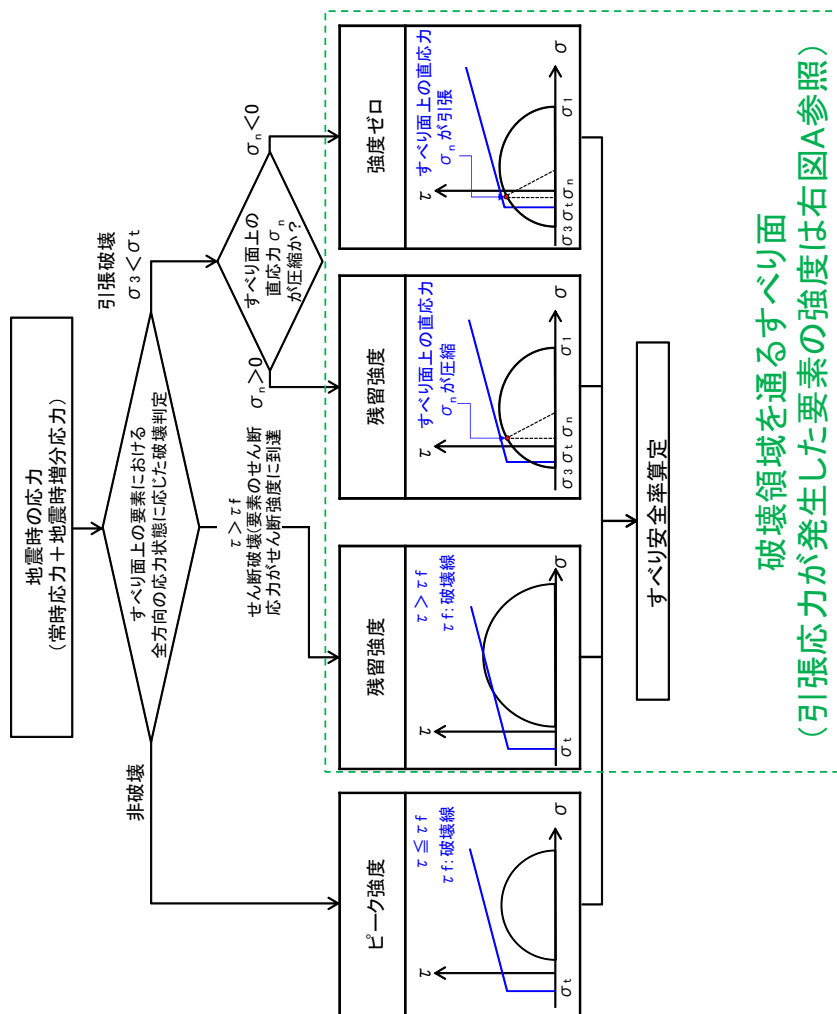 地震時の応力
(常時応力+地震時増分応力)
すべり面上の要素における
全方向の応力状態に応じた破壊判定
非破壊
τ>τf
せん断破壊(要素のせん断
応力がせん断強度に到達
引張破壊
σ3<σt
すべり面上の
直応力σn
が圧縮か?
σn>0
σn<0
ピーク強度
τ≦τf
τf:破壊線
τ
σ
σt
残留強度
τ>τf
τf:破壊線
τ
σ
σt
残留強度
すべり面上の直応力
σnが圧縮
τ
σ
σ3 σt σn
σ1
強度ゼロ
すべり面上の直応力
σnが引張
τ
σ
σ3 σt σn
σ1
すべり安全率算定
破壊領域を通るすべり面
(引張応力が発生した要素の強度は右図A参照)